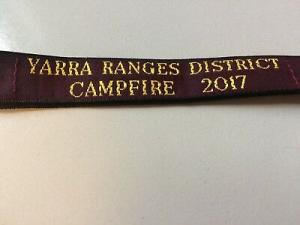 YARRA RANGES DISTRICT
CAMPFIRE 2017